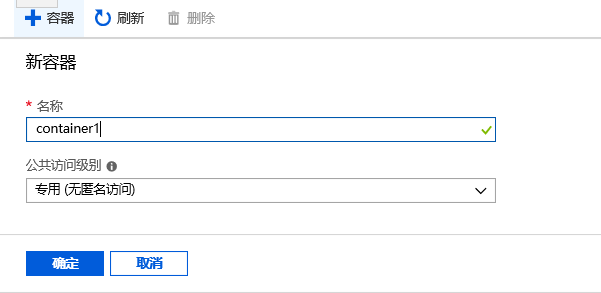 容器 刷新 删除
新容器
* 名称
container1
公共访问级别
专用 (无匿名访问)
确定 取消